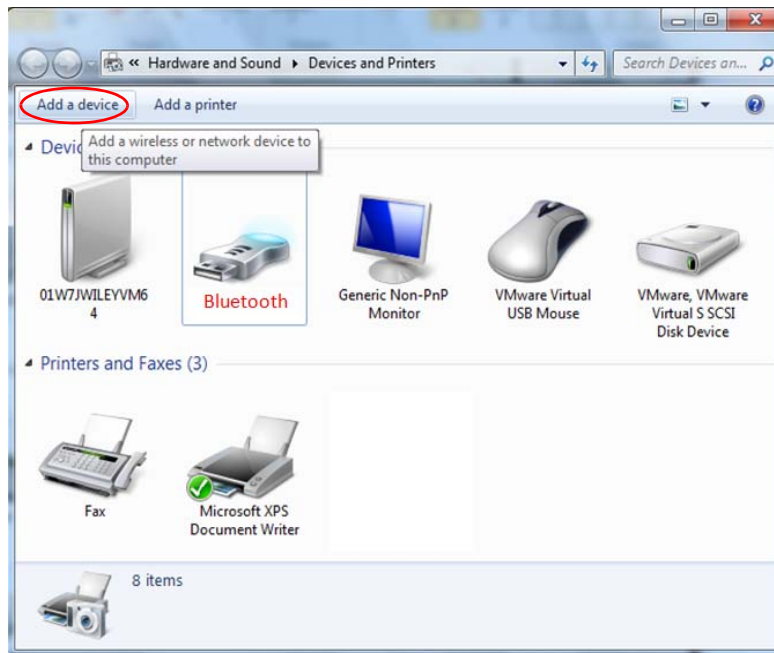 « Hardware and Sound ▸ Devices and Printers
Search Devices an...
Add a device
Add a printer
Add a wireless or network device to
this computer
Devic
01W7JWILEYVM6
4
Bluetooth
Generic Non-PnP
Monitor
VMware Virtual
USB Mouse
VMware, VMware
Virtual S SCSI
Disk Device
Printers and Faxes (3)
Fax
Microsoft XPS
Document Writer
8 items